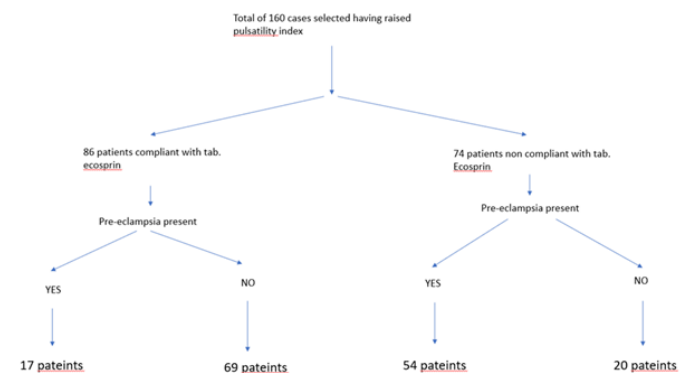 Total of 160 cases selected having raised
pulsatility index
86 patients compliant with tab.
ecosprin
74 patients non compliant with tab.
Ecosprin
Pre-eclampsia present
Pre-eclampsia present
YES
NO
YES
NO
17 pateints
69 pateints
54 pateints
20 pateints